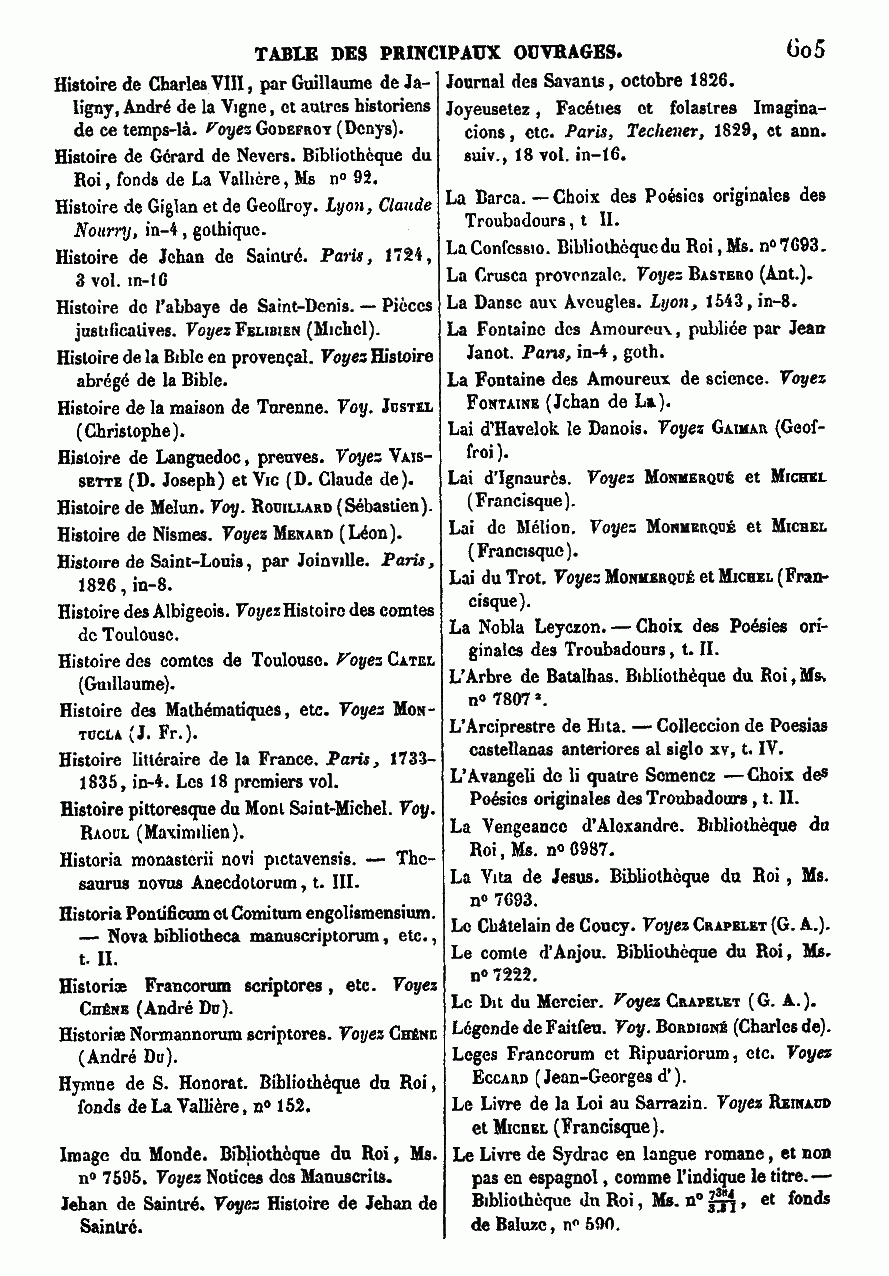 TABLE DES PRINCIPAUX OUVRAGES. 605
Histoire de Charles VIII, par Guillaume de Ja-
ligny, André de la Vigne, et autres historiens
de ce temps-là. Voyez GODEFROY (Denys).
Histoire de Gérard de Nevers. Bibliothèque du
Roi, fonds de La Vallière, Ms nº 92.
Histoire de Giglan et de Geoffroy. Lyon, Claude
Nourry, in-4, gothique.
Histoire de Jehan de Saintré. Paris, 1724,
3 vol. in-16
Histoire de l'abbaye de Saint-Denis. — Pièces
justificatives. Voyez FELIBIEN (Michel).
Histoire de la Bible en provençal. Voyez Histoire
abrégé de la Bible.
Histoire de la maison de Turenne. Voy. JUSTEL
(Christophe).
Histoire de Languedoc, preuves. Voyez VAIS-
SETTE (D. Joseph) et VIC (D. Claude de).
Histoire de Melun. Voy. ROUILLARD (Sébastien).
Histoire de Nismes. Voyez MENARD (Léon).
Histoire de Saint-Louis, par Joinville. Paris,
1826, in-8.
Histoire des Albigeois. Voyez Histoire des comtes
de Toulouse.
Histoire des comtes de Toulouse. Voyez CATEL
(Guillaume).
Histoire des Mathématiques, etc. Voyez MON-
TUCLA (J. Fr.).
Histoire littéraire de la France. Paris, 1733-
1835, in-4. Les 18 premiers vol.
Histoire pittoresque du Mont Saint-Michel. Voy.
RAOUL (Maximilien).
Historia monasterii novi pictavensis. — The-
saurus novus Anecdotorum, t. III.
Historia Pontificum et Comitum engolismensium.
— Nova bibliotheca manuscriptorum, etc.,
t. II.
Historiæ Francorum scriptores, etc. Voyez
CHÊNE (André DU).
Historiæ Normannorum scriptores. Voyez CHÊNE
(André DU).
Hymne de S. Honorat. Bibliothèque du Roi,
fonds de La Vallière, nº 152.
Image du Monde. Bibliothèque du Roi, Ms.
nº 7595. Voyez Notices des Manuscrits.
Jehan de Saintré. Voyez Histoire de Jehan de
Saintré.
Journal des Savants, octobre 1826.
Joyeusetez, Facéties et folastres Imagina-
cions, etc. Paris, Techener, 1829, et ann.
suiv., 18 vol. in-16.
La Barca. — Choix des Poésies originales des
Troubadours, t II.
La Confessio. Bibliothèque du Roi, Ms. nº 7693.
La Crusca provenzale. Voyez BASTERO (Ant.).
La Danse aux Aveugles. Lyon, 1543, in-8.
La Fontaine des Amoureux, publiée par Jean
Janot. Paris, in-4, goth.
La Fontaine des Amoureux de science. Voyez
FONTAINE (Jehan de LA).
Lai d'Havelok le Danois. Voyez GAIMAR (Geof-
froi).
Lai d'Ignaurès. Voyez MONMERQUÉ et MICHEL
(Francisque).
Lai de Mélion. Voyez MONMERQUÉ et MICHEL
(Francisque).
Lai du Trot. Voyez MONMERQUÉ et MICHEL (Fran-
cisque).
La Nobla Leyczon. — Choix des Poésies ori-
ginales des Troubadours, t. II.
L'Arbre de Batalhas. Bibliothèque du Roi, Ms.
nº 7807 ².
L'Arciprestre de Hita. — Colleccion de Poesias
castellanas anteriores al siglo XV, t. IV.
L'Avangeli de li quatre Semencz — Choix des
Poésies originales des Troubadours, t. II.
La Vengeance d'Alexandre. Bibliothèque du
Roi, Ms. nº 6987.
La Vita de Jesus. Bibliothèque du Roi, Ms.
nº 7693.
Le Châtelain de Coucy. Voyez CRAPELET (G. A.).
Le comte d'Anjou. Bibliothèque du Roi, Ms.
nº 7222.
Le Dit du Mercier. Voyez CRAPELET (G. A.).
Légende de Faitfeu. Voy. BORDIGNÉ (Charles de).
Leges Francorum et Ripuariorum, etc. Voyez
ECCARD (Jean-Georges d').
Le Livre de la Loi au Sarrazin. Voyez REINAUD
et MICHEL (Francisque).
Le Livre de Sydrac en langue romane, et non
pas en espagnol, comme l'indique le titre. —
Bibliothèque du Roi, Ms. nº et fonds
de Baluze, nº 590.